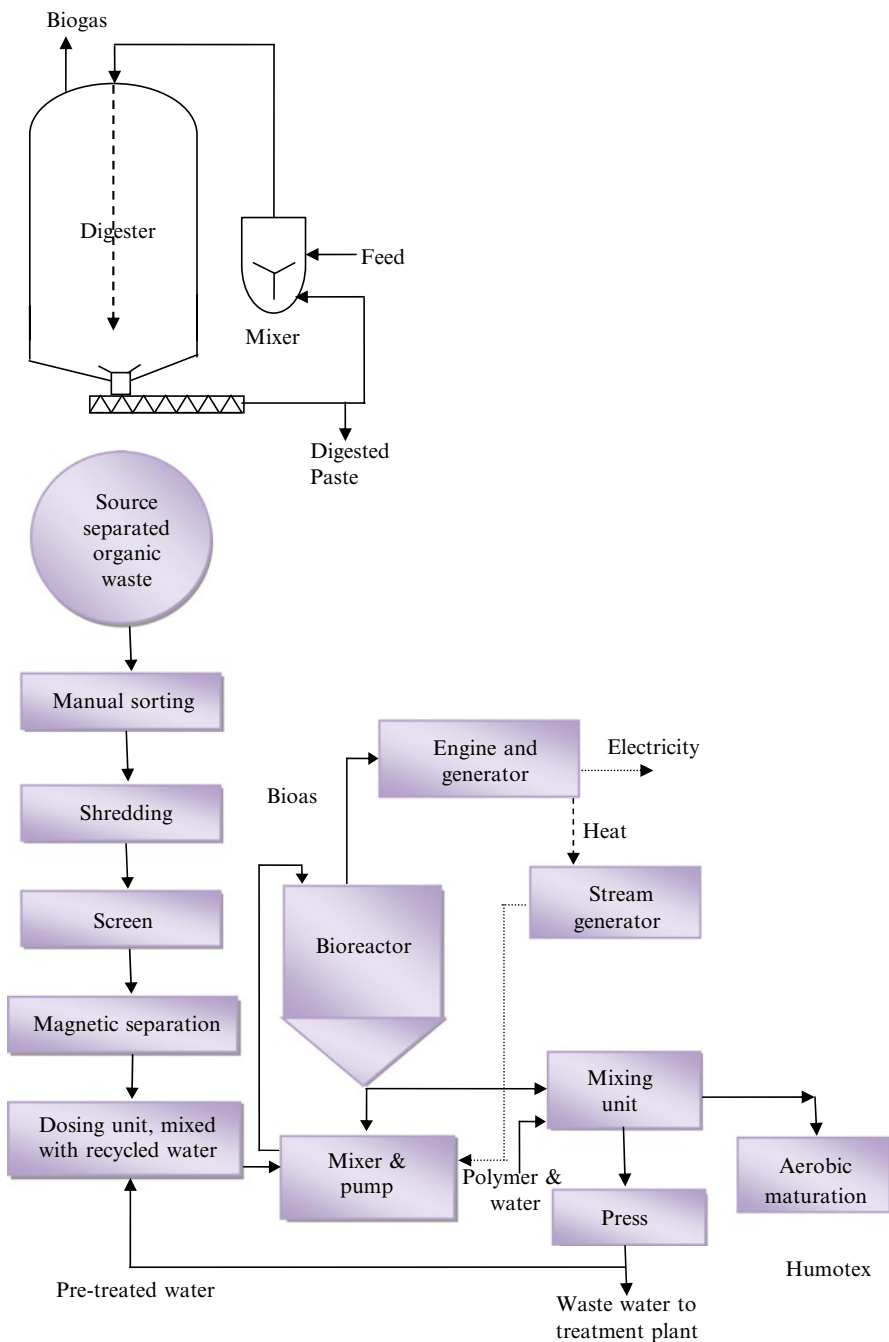 Biogas
Digester
Feed
Mixer
Digested
Paste
Source
separated
organic
waste
Manual sorting
Shredding
Screen
Magnetic separation
Dosing unit, mixed
with recycled water
Engine and
generator
Electricity
Bioas
Heat
Stream
generator
Bioreactor
Mixing
unit
Mixer &
pump
Polymer &
water
Aerobic
maturation
Press
Humotex
Pre-treated water
Waste water to
treatment plant